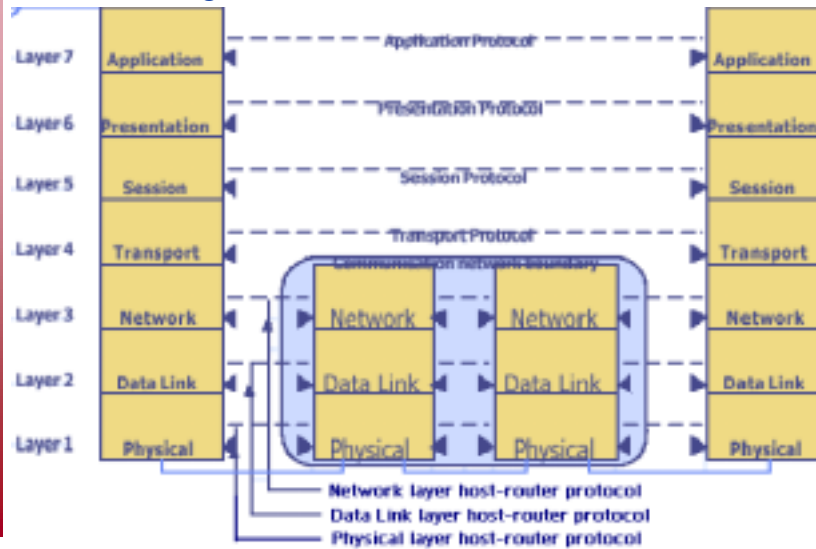 Application Protocol
Layer 7 Application Application
Presentation Protocol
Layer 6 Presentation Presentation
Session Protocol
Layer 5 Session Session
Transport Protocol
Layer 4 Transport Transport
Communication network boundary
Layer 3 Network Network Network Network
Layer 2 Data Link Data Link Data Link Data Link
Layer 1 Physical Physical Physical Physical
Network layer host-router protocol
Data Link layer host-router protocol
Physical layer host-router protocol